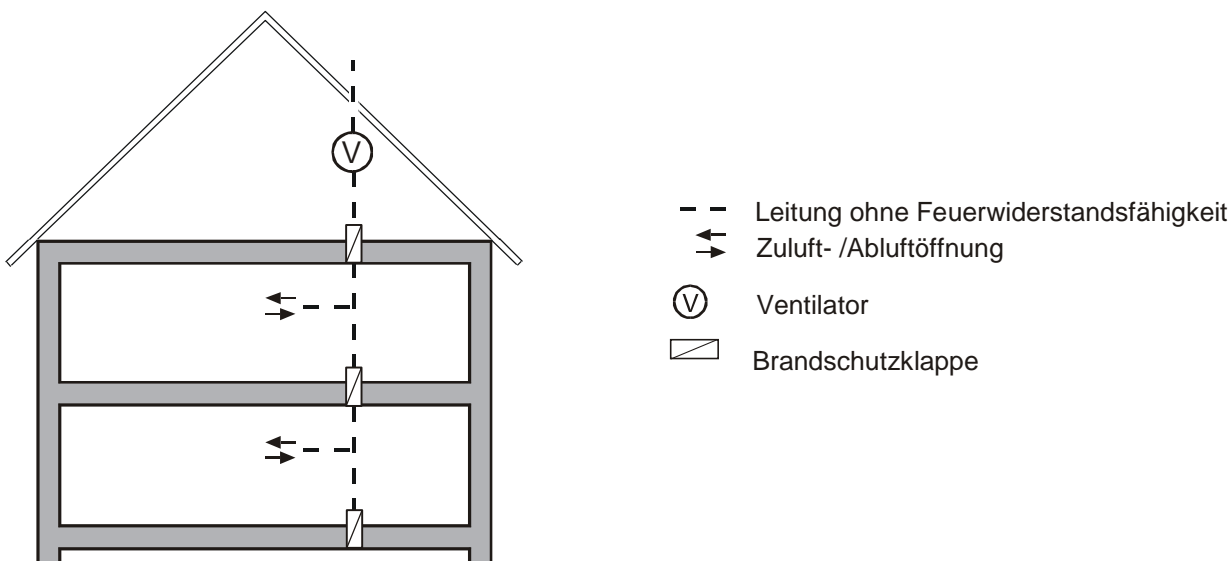 V
Leitung ohne Feuerwiderstandsfähigkeit
Zuluft- /Abluftöffnung
V Ventilator
Brandschutzklappe